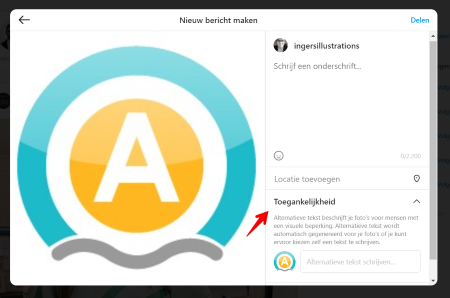 Nieuw bericht maken
Delen
A
ingersillustrations
Schrijf een onderschrift...
0/2.200
Locatie toevoegen
Toegankelijkheid
Alternatieve tekst beschrijft je foto's voor mensen met
een visuele beperking. Alternatieve tekst wordt
automatisch gegenereerd voor je foto's of je kunt
ervoor kiezen zelf een tekst te schrijven.
A
Alternatieve tekst schrijven...